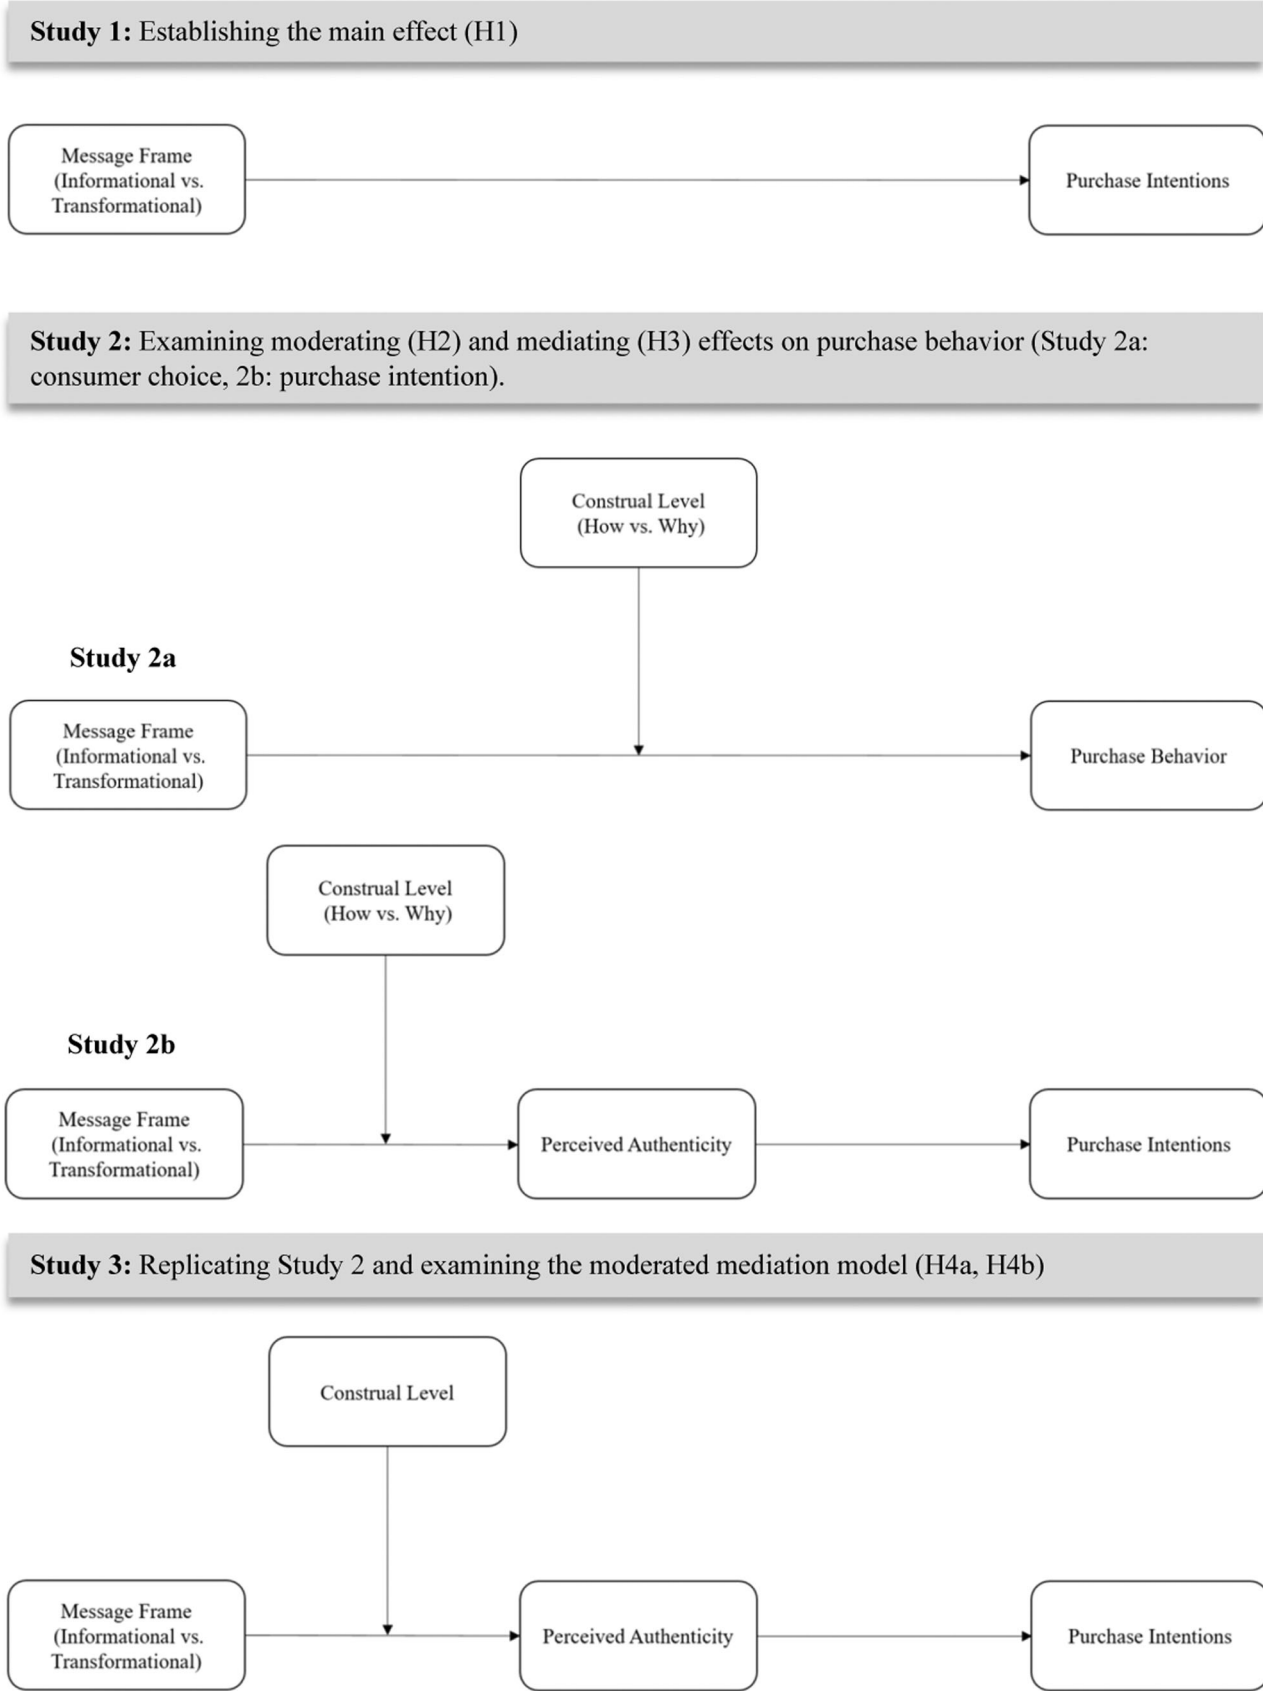 Study 1: Establishing the main effect (H1)
Message Frame
(Informational vs.
Transformational)
Purchase Intentions
Study 2: Examining moderating (H2) and mediating (H3) effects on purchase behavior (Study 2a:
consumer choice, 2b: purchase intention).
Construal Level
(How vs. Why)
Study 2a
Message Frame
(Informational vs.
Transformational)
Purchase Behavior
Construal Level
(How vs. Why)
Study 2b
Message Frame
(Informational vs.
Transformational)
Perceived Authenticity
Purchase Intentions
Study 3: Replicating Study 2 and examining the moderated mediation model (H4a, H4b)
Construal Level
Message Frame
(Informational vs.
Transformational)
Perceived Authenticity
Purchase Intentions